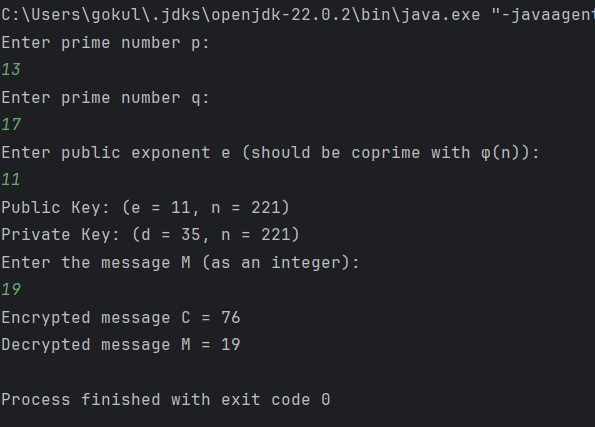 C:\Users\gokul\.jdks\openjdk-22.0.2\bin\java.exe "-javaagent
Enter prime number p:
13
Enter prime number q:
17
Enter public exponent e (should be coprime with φ(n)):
11
Public Key: (e = 11, n = 221)
Private Key: (d = 35, n = 221)
Enter the message M (as an integer):
19
Encrypted message C = 76
Decrypted message M = 19
Process finished with exit code 0